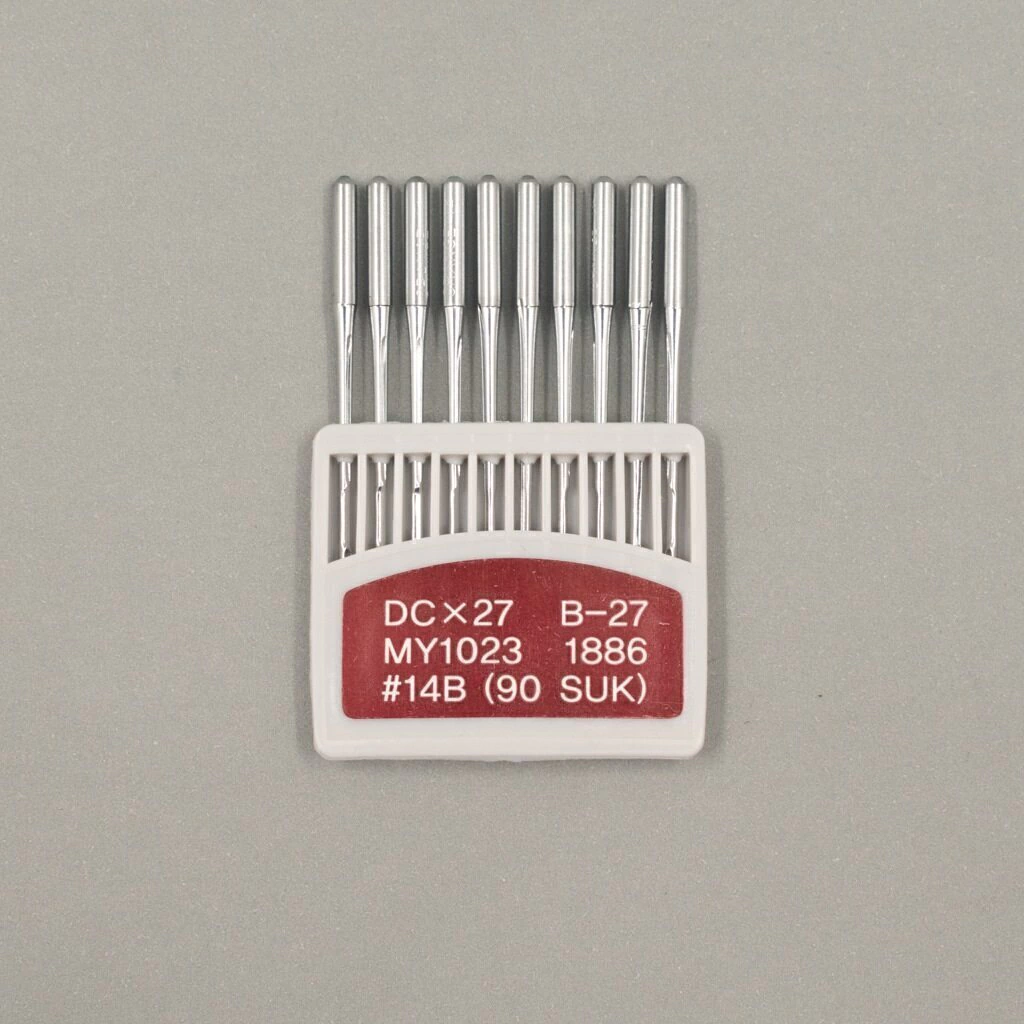 DC×27 B-27
MY1023 1886
#14B (90 SUK)